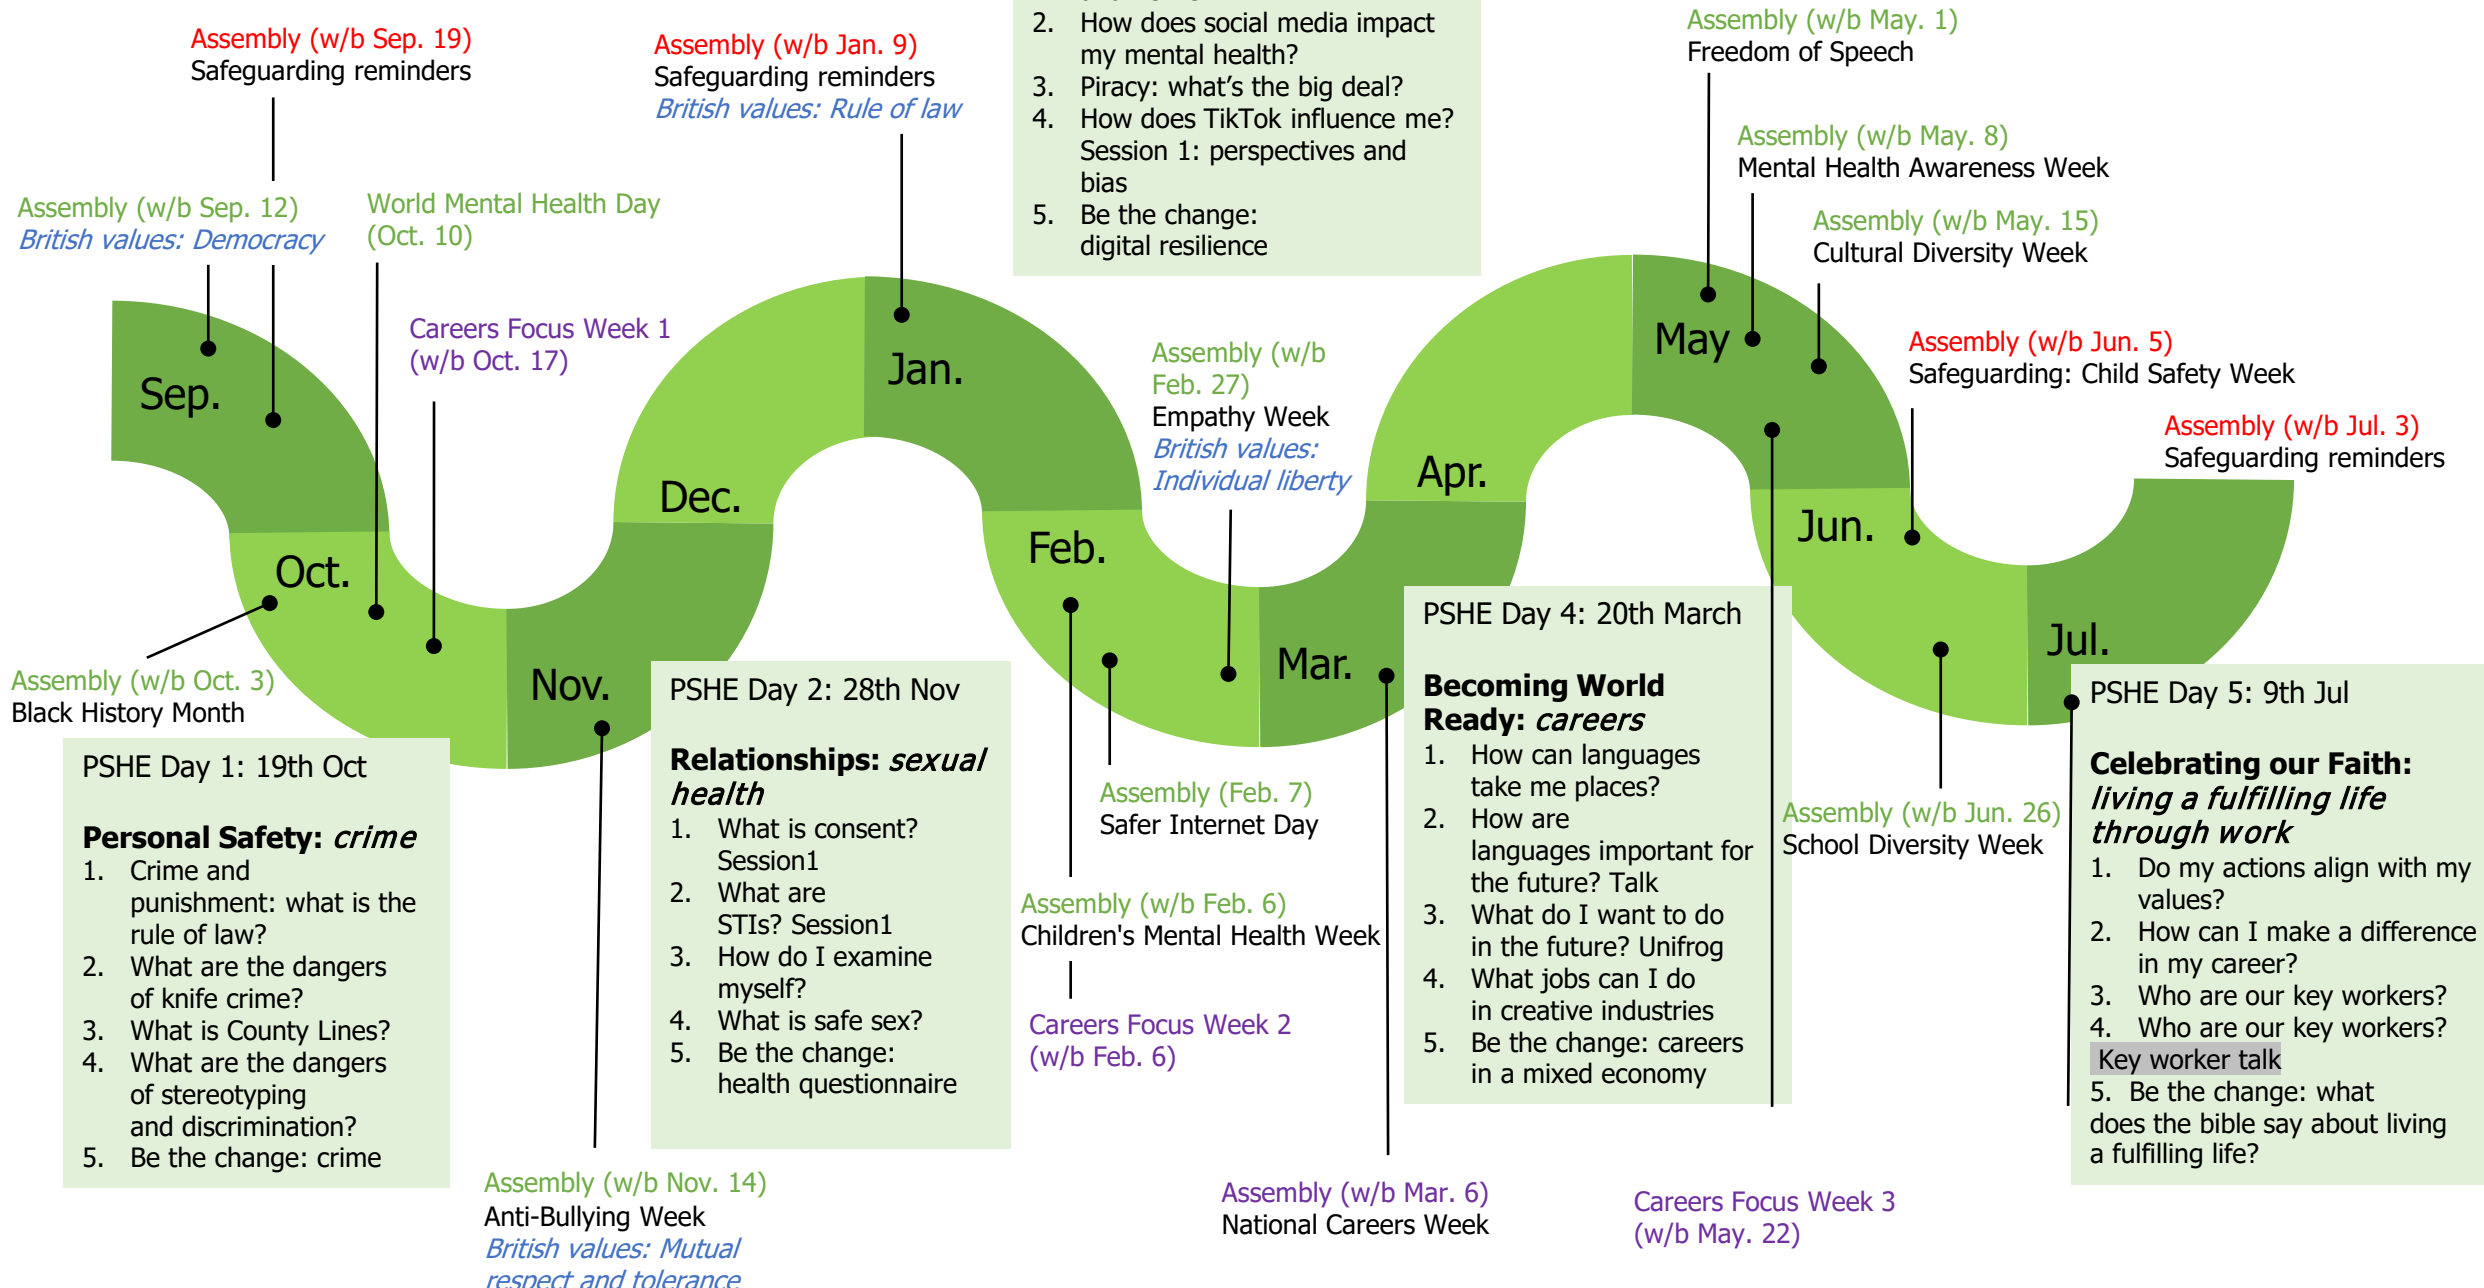 2. How does social media impact
my mental health?
3. Piracy: what's the big deal?
4. How does TikTok influence me?
Session 1: perspectives and
bias
5. Be the change:
digital resilience
Assembly (w/b Sep. 19)
Safeguarding reminders
Assembly (w/b Jan. 9)
Safeguarding reminders
British values: Rule of law
Assembly (w/b May. 1)
Freedom of Speech
Assembly (w/b May. 8)
Mental Health Awareness Week
Assembly (w/b May. 15)
Cultural Diversity Week
Assembly (w/b Sep. 12)
British values: Democracy
World Mental Health Day
(Oct. 10)
Careers Focus Week 1
(w/b Oct. 17)
Assembly (w/b
Feb. 27)
Empathy Week
British values:
Individual liberty
Assembly (w/b Jun. 5)
Safeguarding: Child Safety Week
Assembly (w/b Jul. 3)
Safeguarding reminders
Sep.
Oct.
Nov.
Dec.
Jan.
Feb.
Mar.
Apr.
May
Jun.
Jul.
Assembly (w/b Oct. 3)
Black History Month
PSHE Day 1: 19th Oct
Personal Safety: crime
1. Crime and
punishment: what is the
rule of law?
2. What are the dangers
of knife crime?
3. What is County Lines?
4. What are the dangers
of stereotyping
and discrimination?
5. Be the change: crime
PSHE Day 2: 28th Nov
Relationships: sexual
health
1. What is consent?
Session1
2. What are
STIs? Session1
3. How do I examine
myself?
4. What is safe sex?
5. Be the change:
health questionnaire
Assembly (w/b Nov. 14)
Anti-Bullying Week
British values: Mutual
respect and tolerance
Assembly (Feb. 7)
Safer Internet Day
Assembly (w/b Feb. 6)
Children's Mental Health Week
Careers Focus Week 2
(w/b Feb. 6)
Assembly (w/b Mar. 6)
National Careers Week
PSHE Day 4: 20th March
Becoming World
Ready: careers
1. How can languages
take me places?
2. How are
languages important for
the future? Talk
3. What do I want to do
in the future? Unifrog
4. What jobs can I do
in creative industries
5. Be the change: careers
in a mixed economy
Careers Focus Week 3
(w/b May. 22)
Assembly (w/b Jun. 26)
School Diversity Week
PSHE Day 5: 9th Jul
Celebrating our Faith:
living a fulfilling life
through work
1. Do my actions align with my
values?
2. How can I make a difference
in my career?
3. Who are our key workers?
4. Who are our key workers?
Key worker talk
5. Be the change: what
does the bible say about living
a fulfilling life?